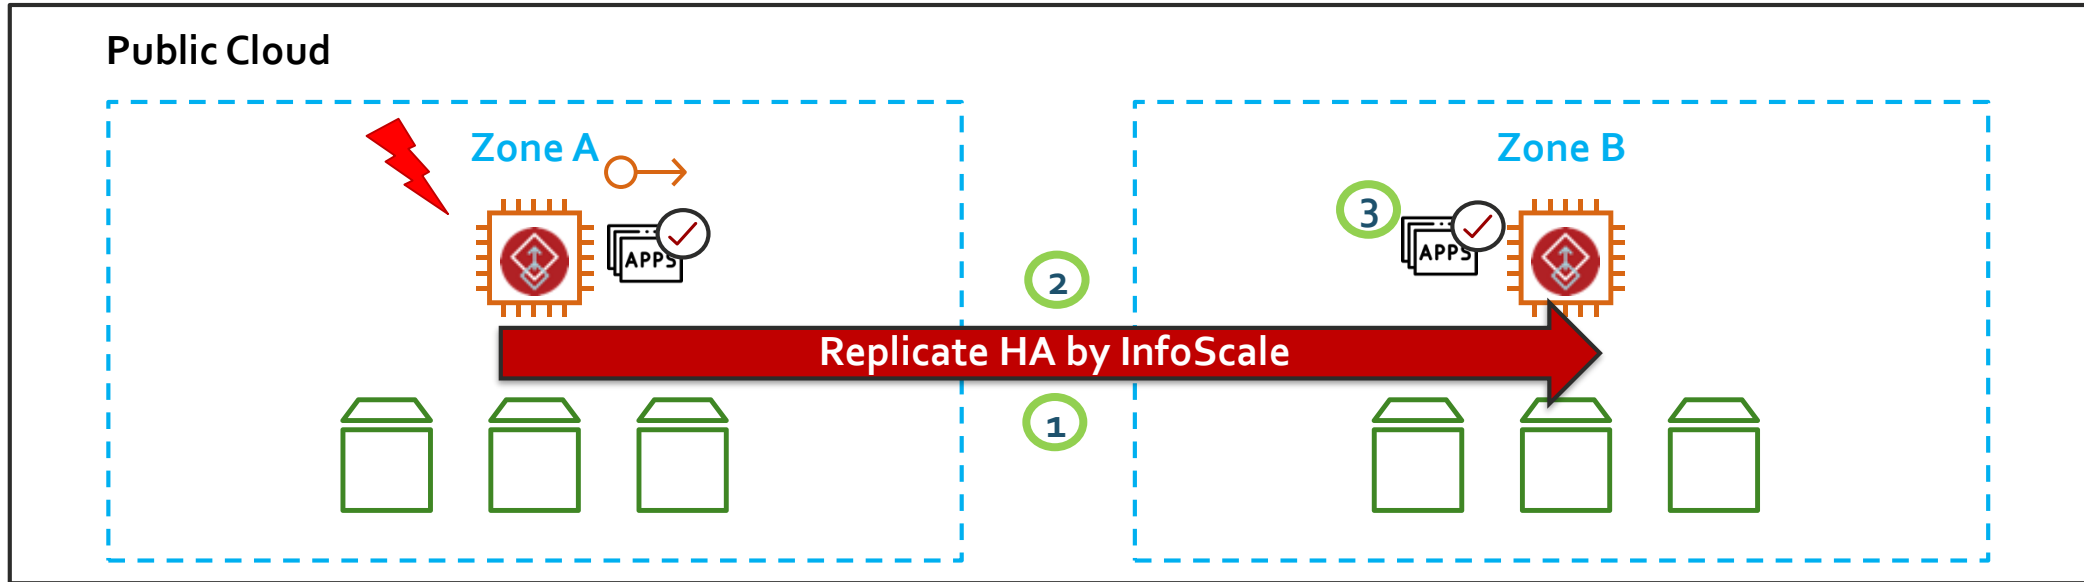 Public Cloud
Zone A
Zone B
APPS
3
APPS
2
Replicate HA by InfoScale
1